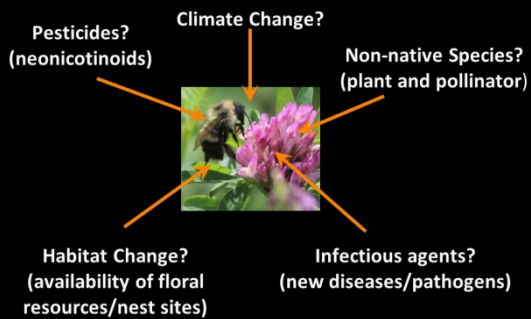 Climate Change?
Pesticides?
(neonicotinoids)
Non-native Species?
(plant and pollinator)
Habitat Change?
(availability of floral
resources/nest sites)
Infectious agents?
(new diseases/pathogens)